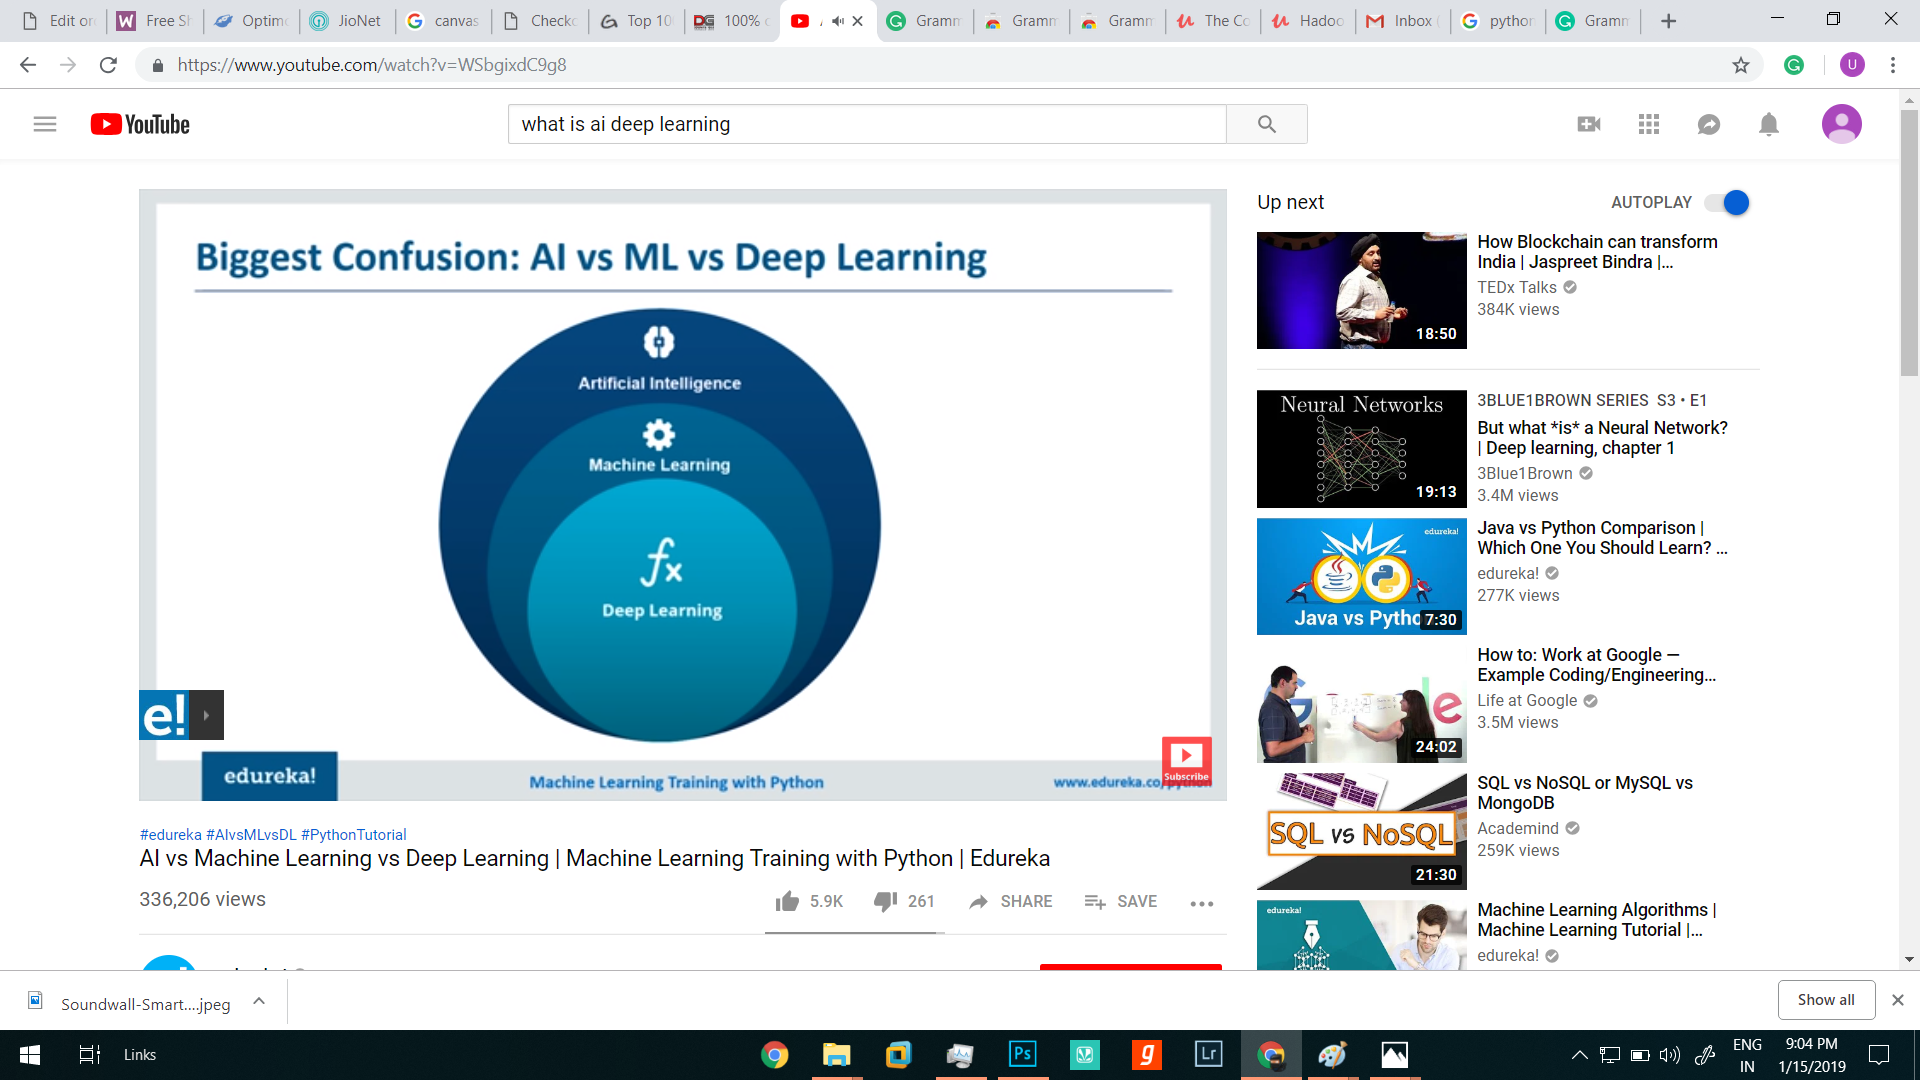 Edit or
Free Sh
Optim
JioNet
canvas
Checko
Top 10
100% c
Gramm
Gramm
Gramm
The Co
Hadoo
Inbox
python
Gramm
https://www.youtube.com/watch?v=WSbgixdC9g8
U
YouTube
what is ai deep learning
Biggest Confusion: AI vs ML vs Deep Learning
Artificial Intelligence
Machine Learning
fx
Deep Learning
e!
edureka!
Machine Learning Training with Python
www.edureka.co/python
Subscribe
#edureka #AIvsMLvsDL #PythonTutorial
AI vs Machine Learning vs Deep Learning | Machine Learning Training with Python | Edureka
336,206 views
5.9K
261
SHARE
SAVE
Up next
AUTOPLAY
18:50
How Blockchain can transform
India | Jaspreet Bindra |...
TEDx Talks
384K views
Neural Networks
19:13
3BLUE1BROWN SERIES S3 • E1
But what *is* a Neural Network?
| Deep learning, chapter 1
3Blue1Brown
3.4M views
edureka!
Java vs Pytho
7:30
Java vs Python Comparison |
Which One You Should Learn? ...
edureka!
277K views
24:02
How to: Work at Google —
Example Coding/Engineering...
Life at Google
3.5M views
SQL vs NoSQL
21:30
SQL vs NoSQL or MySQL vs
MongoDB
Academind
259K views
edureka!
Machine Learning Algorithms |
Machine Learning Tutorial |...
edureka!
Soundwall-Smart....jpeg
Show all
Links
Ps
g
Lr
ENG
IN
9:04 PM
1/15/2019